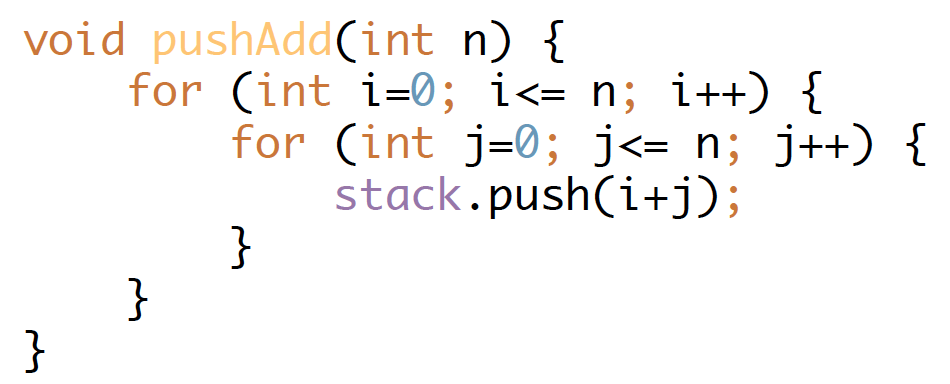 void pushAdd(int n) {
    for (int i=0; i<= n; i++) {
        for (int j=0; j<= n; j++) {
            stack.push(i+j);
        }
    }
}